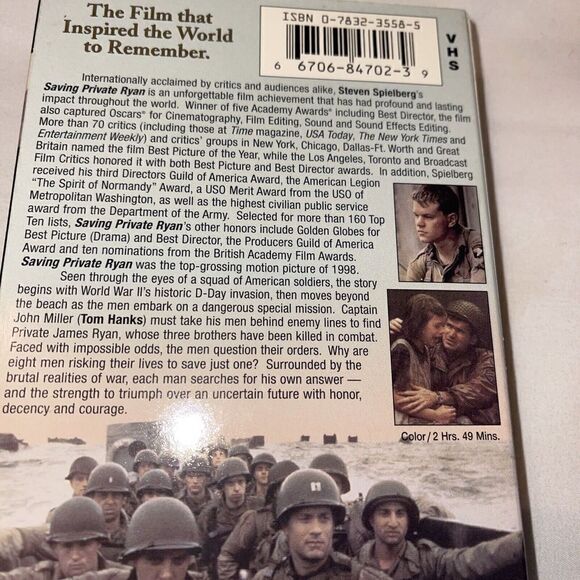 The Film that
Inspired the World
to Remember.
ISBN 0-7832-3558-5
6 66706-84702-3 9
VHS
Internationally acclaimed by critics and audiences alike, Steven Spielberg's
Saving Private Ryan is an unforgettable film achievement that has had profound and lasting
impact throughout the world. Winner of five Academy Awards® including Best Director, the film
also captured Oscars® for Cinematography, Film Editing, Sound and Sound Effects Editing.
More than 70 critics (including those at Time magazine, USA Today, The New York Times and
Entertainment Weekly) and critics' groups in New York, Chicago, Dallas-Ft. Worth and Great
Britain named the film Best Picture of the Year, while the Los Angeles, Toronto and Broadcast
Film Critics honored it with both Best Picture and Best Director awards. In addition, Spielberg
received his third Directors Guild of America Award, the American Legion
"The Spirit of Normandy" Award, a USO Merit Award from the USO of
Metropolitan Washington, as well as the highest civilian public service
award from the Department of the Army. Selected for more than 160 Top
Ten lists, Saving Private Ryan's other honors include Golden Globes for
Best Picture (Drama) and Best Director, the Producers Guild of America
Award and ten nominations from the British Academy Film Awards.
Saving Private Ryan was the top-grossing motion picture of 1998.
Seen through the eyes of a squad of American soldiers, the story
begins with World War II's historic D-Day invasion, then moves beyond
the beach as the men embark on a dangerous special mission. Captain
John Miller (Tom Hanks) must take his men behind enemy lines to find
Private James Ryan, whose three brothers have been killed in combat.
Faced with impossible odds, the men question their orders. Why are
eight men risking their lives to save just one? Surrounded by the
brutal realities of war, each man searches for his own answer —
and the strength to triumph over an uncertain future with honor,
decency and courage.
Color/2 Hrs. 49 Mins.